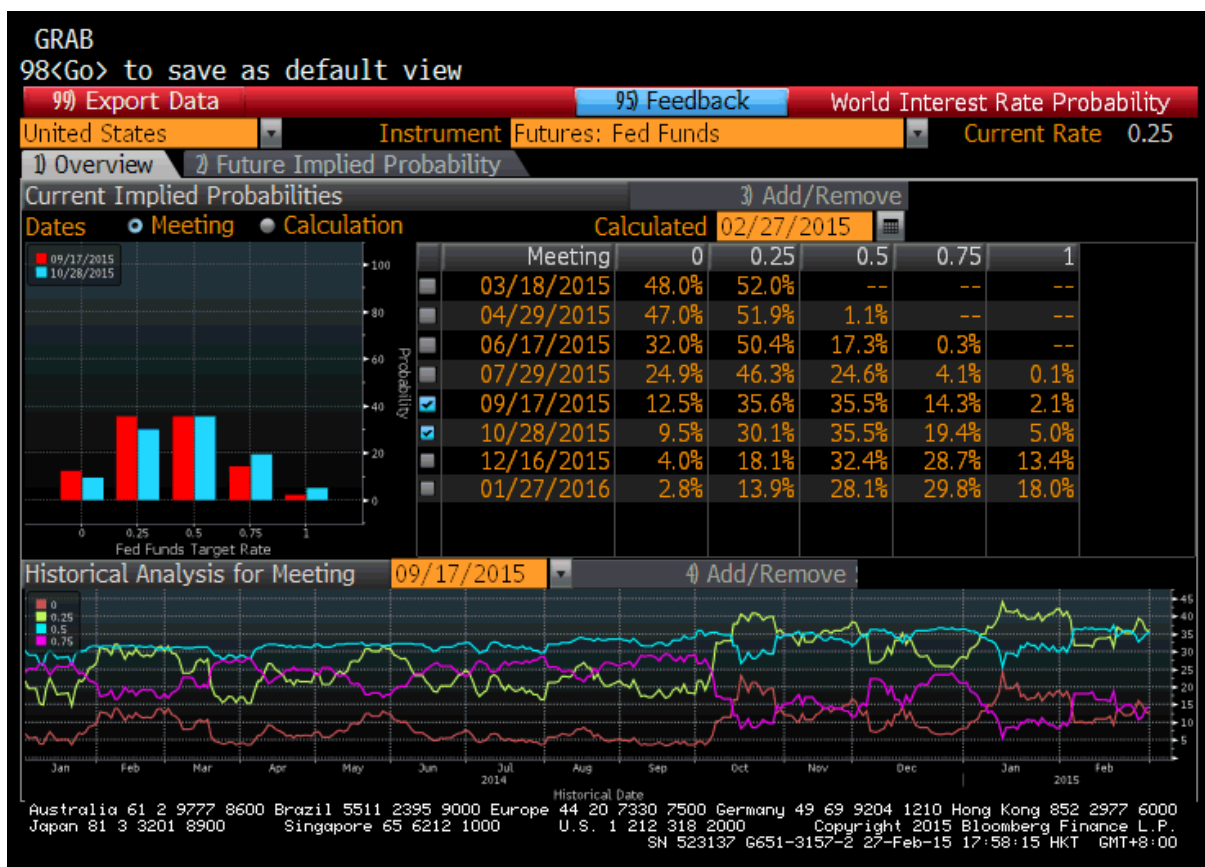 GRAB
98<Go> to save as default view
99) Export Data 95) Feedback World Interest Rate Probability
United States Instrument Futures: Fed Funds Current Rate 0.25
1) Overview 2) Future Implied Probability
Current Implied Probabilities 3) Add/Remove
Dates Meeting Calculation Calculated 02/27/2015
09/17/2015
10/28/2015
100
80
60
40
20
0
Probability
0 0.25 0.5 0.75 1
Fed Funds Target Rate
Meeting 0 0.25 0.5 0.75 1
03/18/2015 48.0% 52.0% -- -- --
04/29/2015 47.0% 51.9% 1.1% -- --
06/17/2015 32.0% 50.4% 17.3% 0.3% --
07/29/2015 24.9% 46.3% 24.6% 4.1% 0.1%
09/17/2015 12.5% 35.6% 35.5% 14.3% 2.1%
10/28/2015 9.5% 30.1% 35.5% 19.4% 5.0%
12/16/2015 4.0% 18.1% 32.4% 28.7% 13.4%
01/27/2016 2.8% 13.9% 28.1% 29.8% 18.0%
Historical Analysis for Meeting 09/17/2015 4) Add/Remove
0
0.25
0.5
0.75
45
40
35
30
25
20
15
10
5
Jan Feb Mar Apr May Jun Jul Aug Sep Oct Nov Dec Jan Feb
2014 2015
Historical Date
Australia 61 2 9777 8600 Brazil 5511 2395 9000 Europe 44 20 7330 7500 Germany 49 69 9204 1210 Hong Kong 852 2977 6000
Japan 81 3 3201 8900 Singapore 65 6212 1000 U.S. 1 212 318 2000 Copyright 2015 Bloomberg Finance L.P.
SN 523137 G651-3157-2 27-Feb-15 17:58:15 HKT GMT+8:00